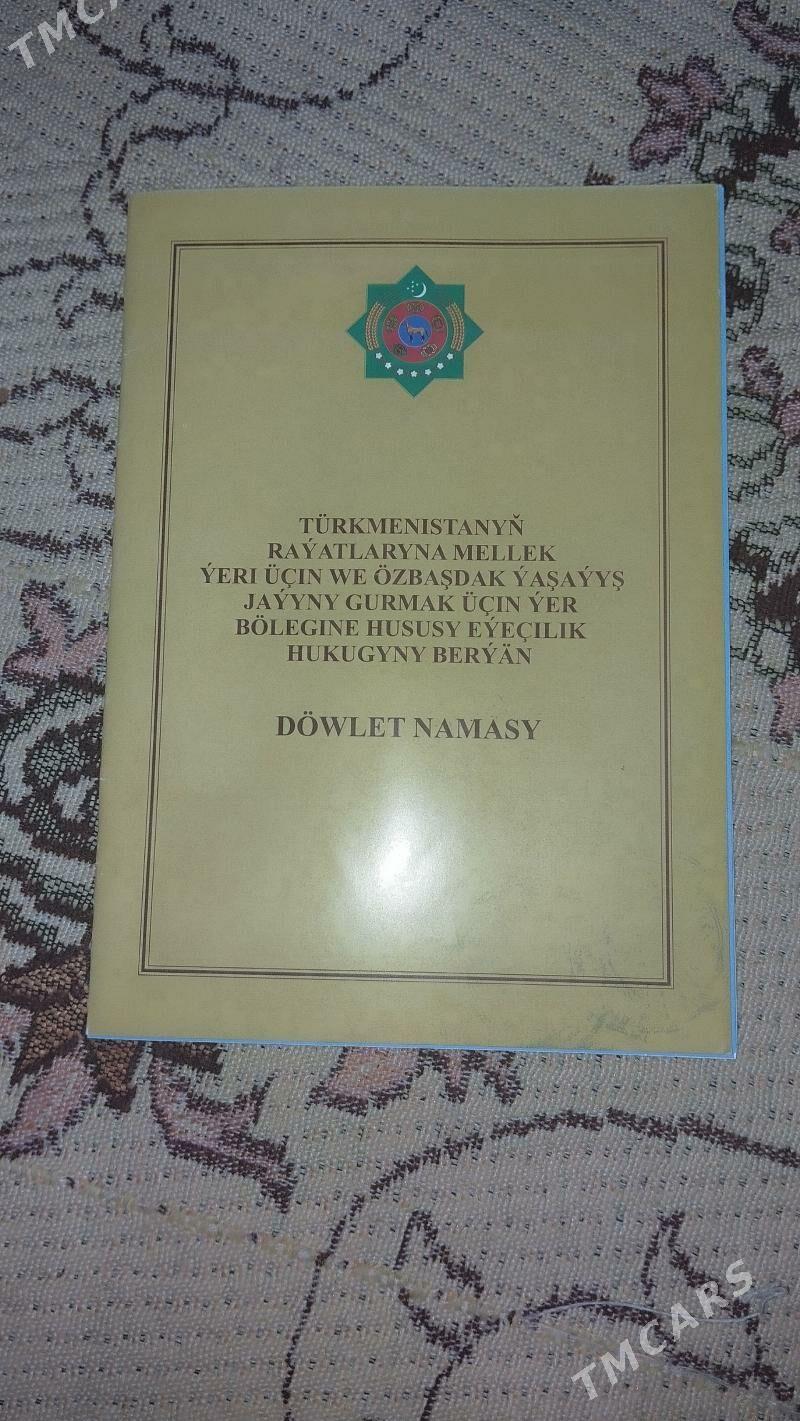 TMCA
TÜRKMENISTANYŇ
RAÝATLARYNA MELLEK
ÝERI ÜÇIN WE ÖZBAŞDAK ÝAŞAÝYŞ
JAÝYNY GURMAK ÜÇIN ÝER
BÖLEGINE HUSUSY EÝEÇILIK
HUKUGYNY BERÝÄN
DÖWLET NAMASY
TMCARS